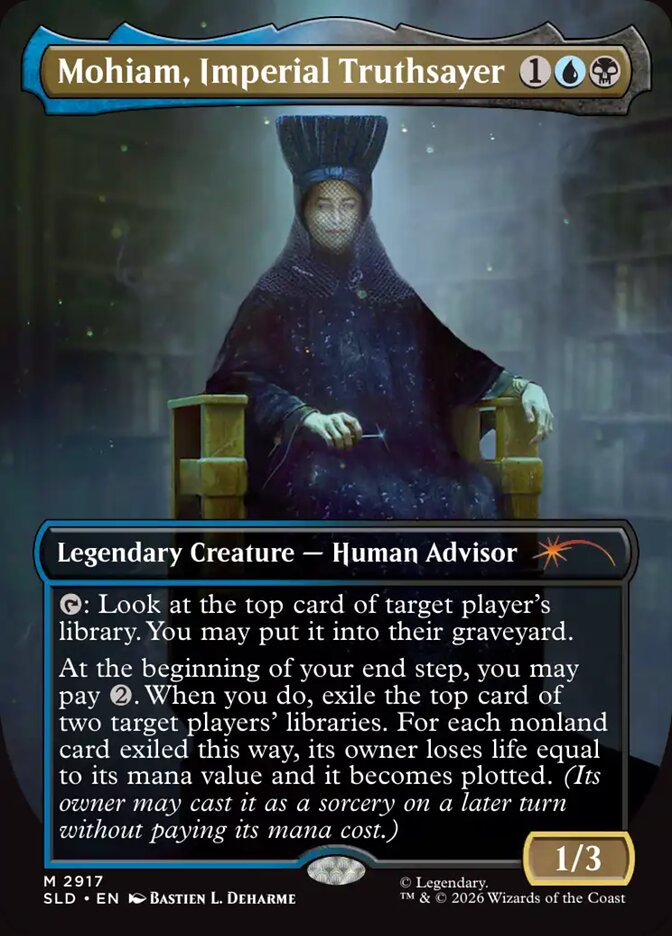 Mohiam, Imperial Truthsayer 1
Legendary Creature — Human Advisor
: Look at the top card of target player's
library. You may put it into their graveyard.
At the beginning of your end step, you may
pay 2. When you do, exile the top card of
two target players' libraries. For each nonland
card exiled this way, its owner loses life equal
to its mana value and it becomes plotted. (Its
owner may cast it as a sorcery on a later turn
without paying its mana cost.)
1/3
M 2917
SLD • EN Bastien L. Deharme
© Legendary.
™ & © 2026 Wizards of the Coast